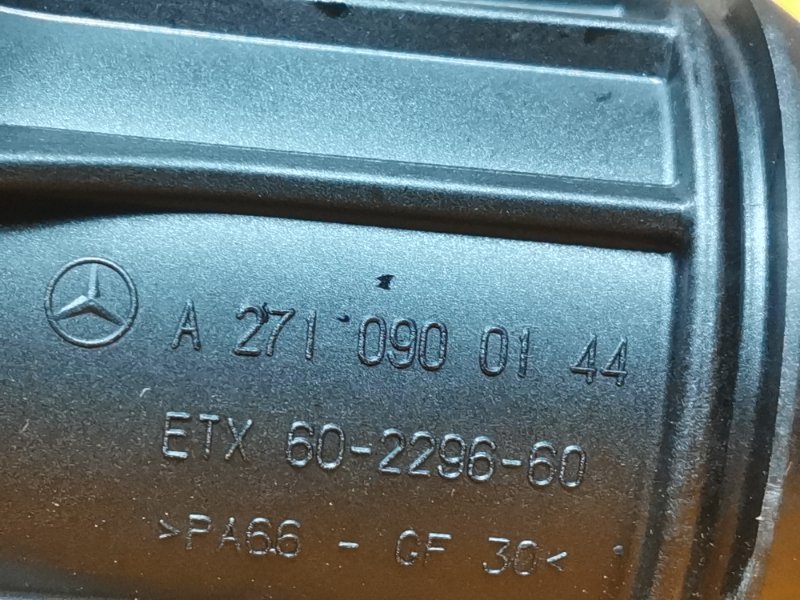 A 271 090 01 44
ETX 60-2296-60
>PA66 - GF 30<